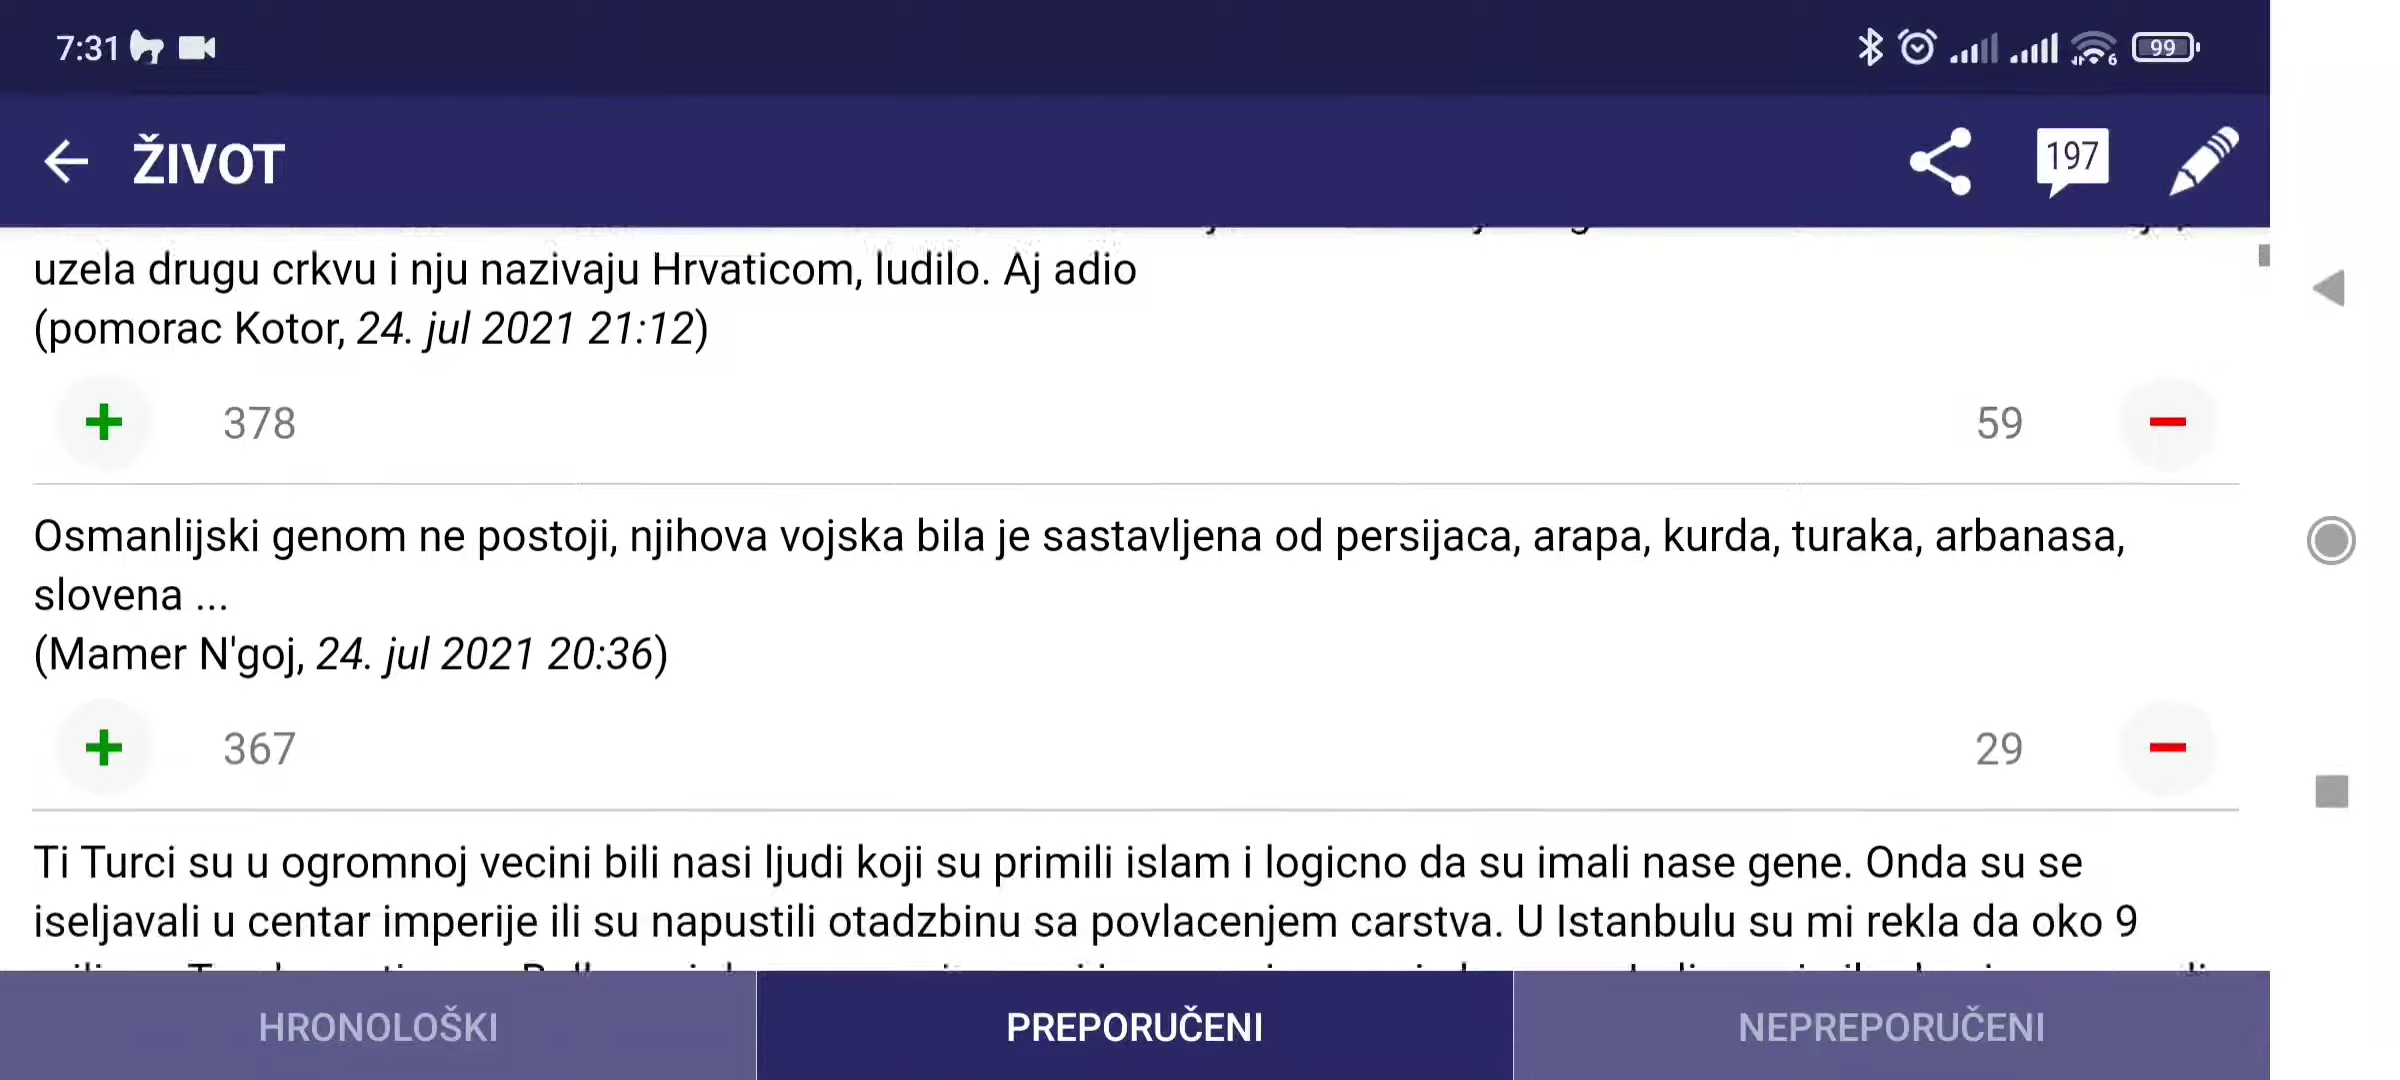 7:31
99
ŽIVOT
197
uzela drugu crkvu i nju nazivaju Hrvaticom, ludilo. Aj adio
(pomorac Kotor, 24. jul 2021 21:12)
378
59
Osmanlijski genom ne postoji, njihova vojska bila je sastavljena od persijaca, arapa, kurda, turaka, arbanasa,
slovena ...
(Mamer N'goj, 24. jul 2021 20:36)
367
29
Ti Turci su u ogromnoj vecini bili nasi ljudi koji su primili islam i logicno da su imali nase gene. Onda su se
iseljavali u centar imperije ili su napustili otadzbinu sa povlacenjem carstva. U Istanbulu su mi rekla da oko 9
HRONOLOŠKI
PREPORUČENI
NEPREPORUČENI